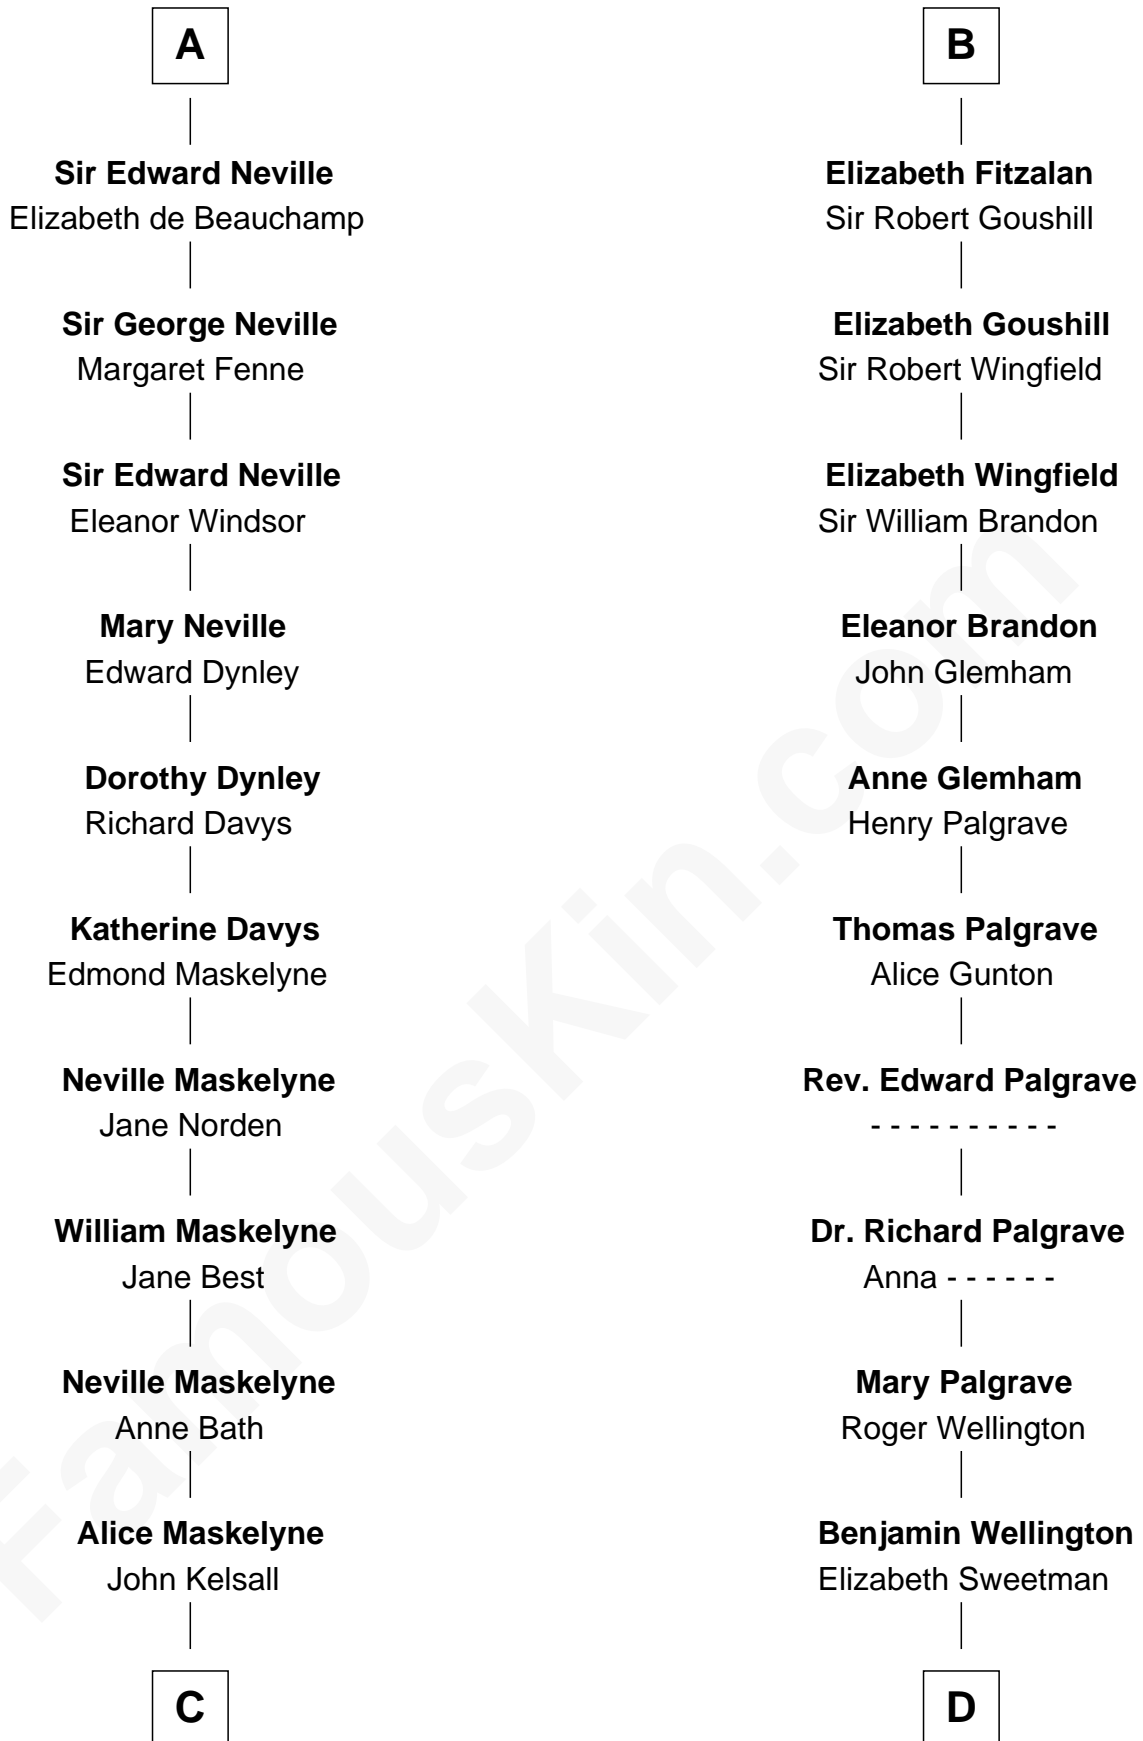 A
Sir Edward Neville
Elizabeth de Beauchamp
Sir George Neville
Margaret Fenne
Sir Edward Neville
Eleanor Windsor
Mary Neville
Edward Dynley
Dorothy Dynley
Richard Davys
Katherine Davys
Edmond Maskelyne
Neville Maskelyne
Jane Norden
William Maskelyne
Jane Best
Neville Maskelyne
Anne Bath
Alice Maskelyne
John Kelsall
C
B
Elizabeth Fitzalan
Sir Robert Goushill
Elizabeth Goushill
Sir Robert Wingfield
Elizabeth Wingfield
Sir William Brandon
Eleanor Brandon
John Glemham
Anne Glemham
Henry Palgrave
Thomas Palgrave
Alice Gunton
Rev. Edward Palgrave
- - - - - - - - - -
Dr. Richard Palgrave
Anna - - - - - -
Mary Palgrave
Roger Wellington
Benjamin Wellington
Elizabeth Sweetman
D
FamousKin.com